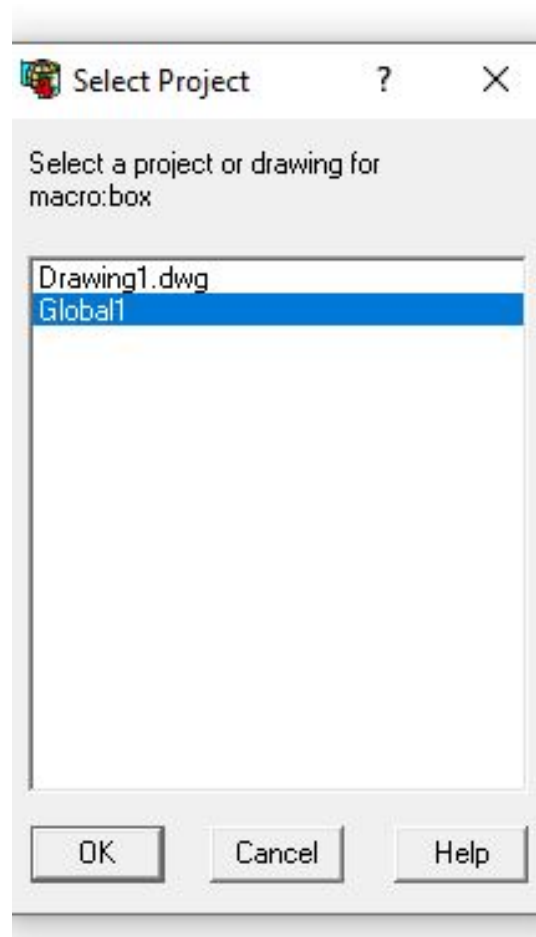 Select Project ?
Select a project or drawing for
macro:box
Drawing1.dwg
Global1
OK Cancel Help